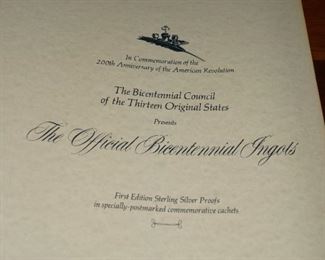 In Commemoration of the
200th Anniversary of the American Revolution
The Bicentennial Council
of the Thirteen Original States
Presents
The Official Bicentennial Ingots
First Edition Sterling Silver Proofs
in specially-postmarked commemorative cachets